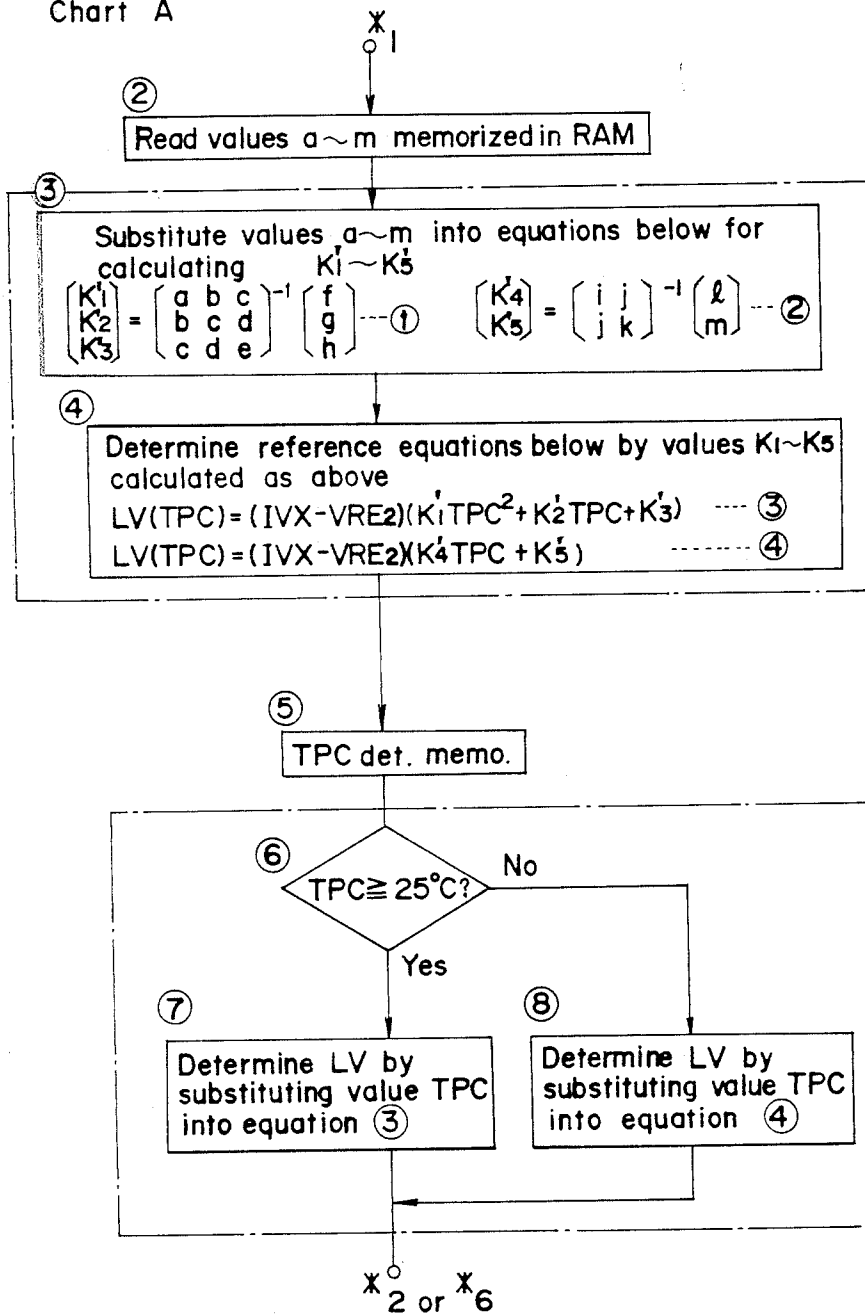 Chart A
*1
②
Read values a~m memorized in RAM
③
Substitute values a~m into equations below for
calculating K'1~K'5
(K'1 K'2 K'3) = (a b c b c d c d e)⁻¹ (f g h) ---①
(K'4 K'5) = (i j j k)⁻¹ (ℓ m) ---②
④
Determine reference equations below by values K1~K5
calculated as above
LV(TPC)=(IVX-VRE2)(K'1TPC²+K'2TPC+K'3) ----③
LV(TPC)=(IVX-VRE2)(K'4TPC+K'5) -------④
⑤
TPC det. memo.
⑥
TPC≧25°C?
No
Yes
⑦
Determine LV by
substituting value TPC
into equation ③
⑧
Determine LV by
substituting value TPC
into equation ④
*2 or *6